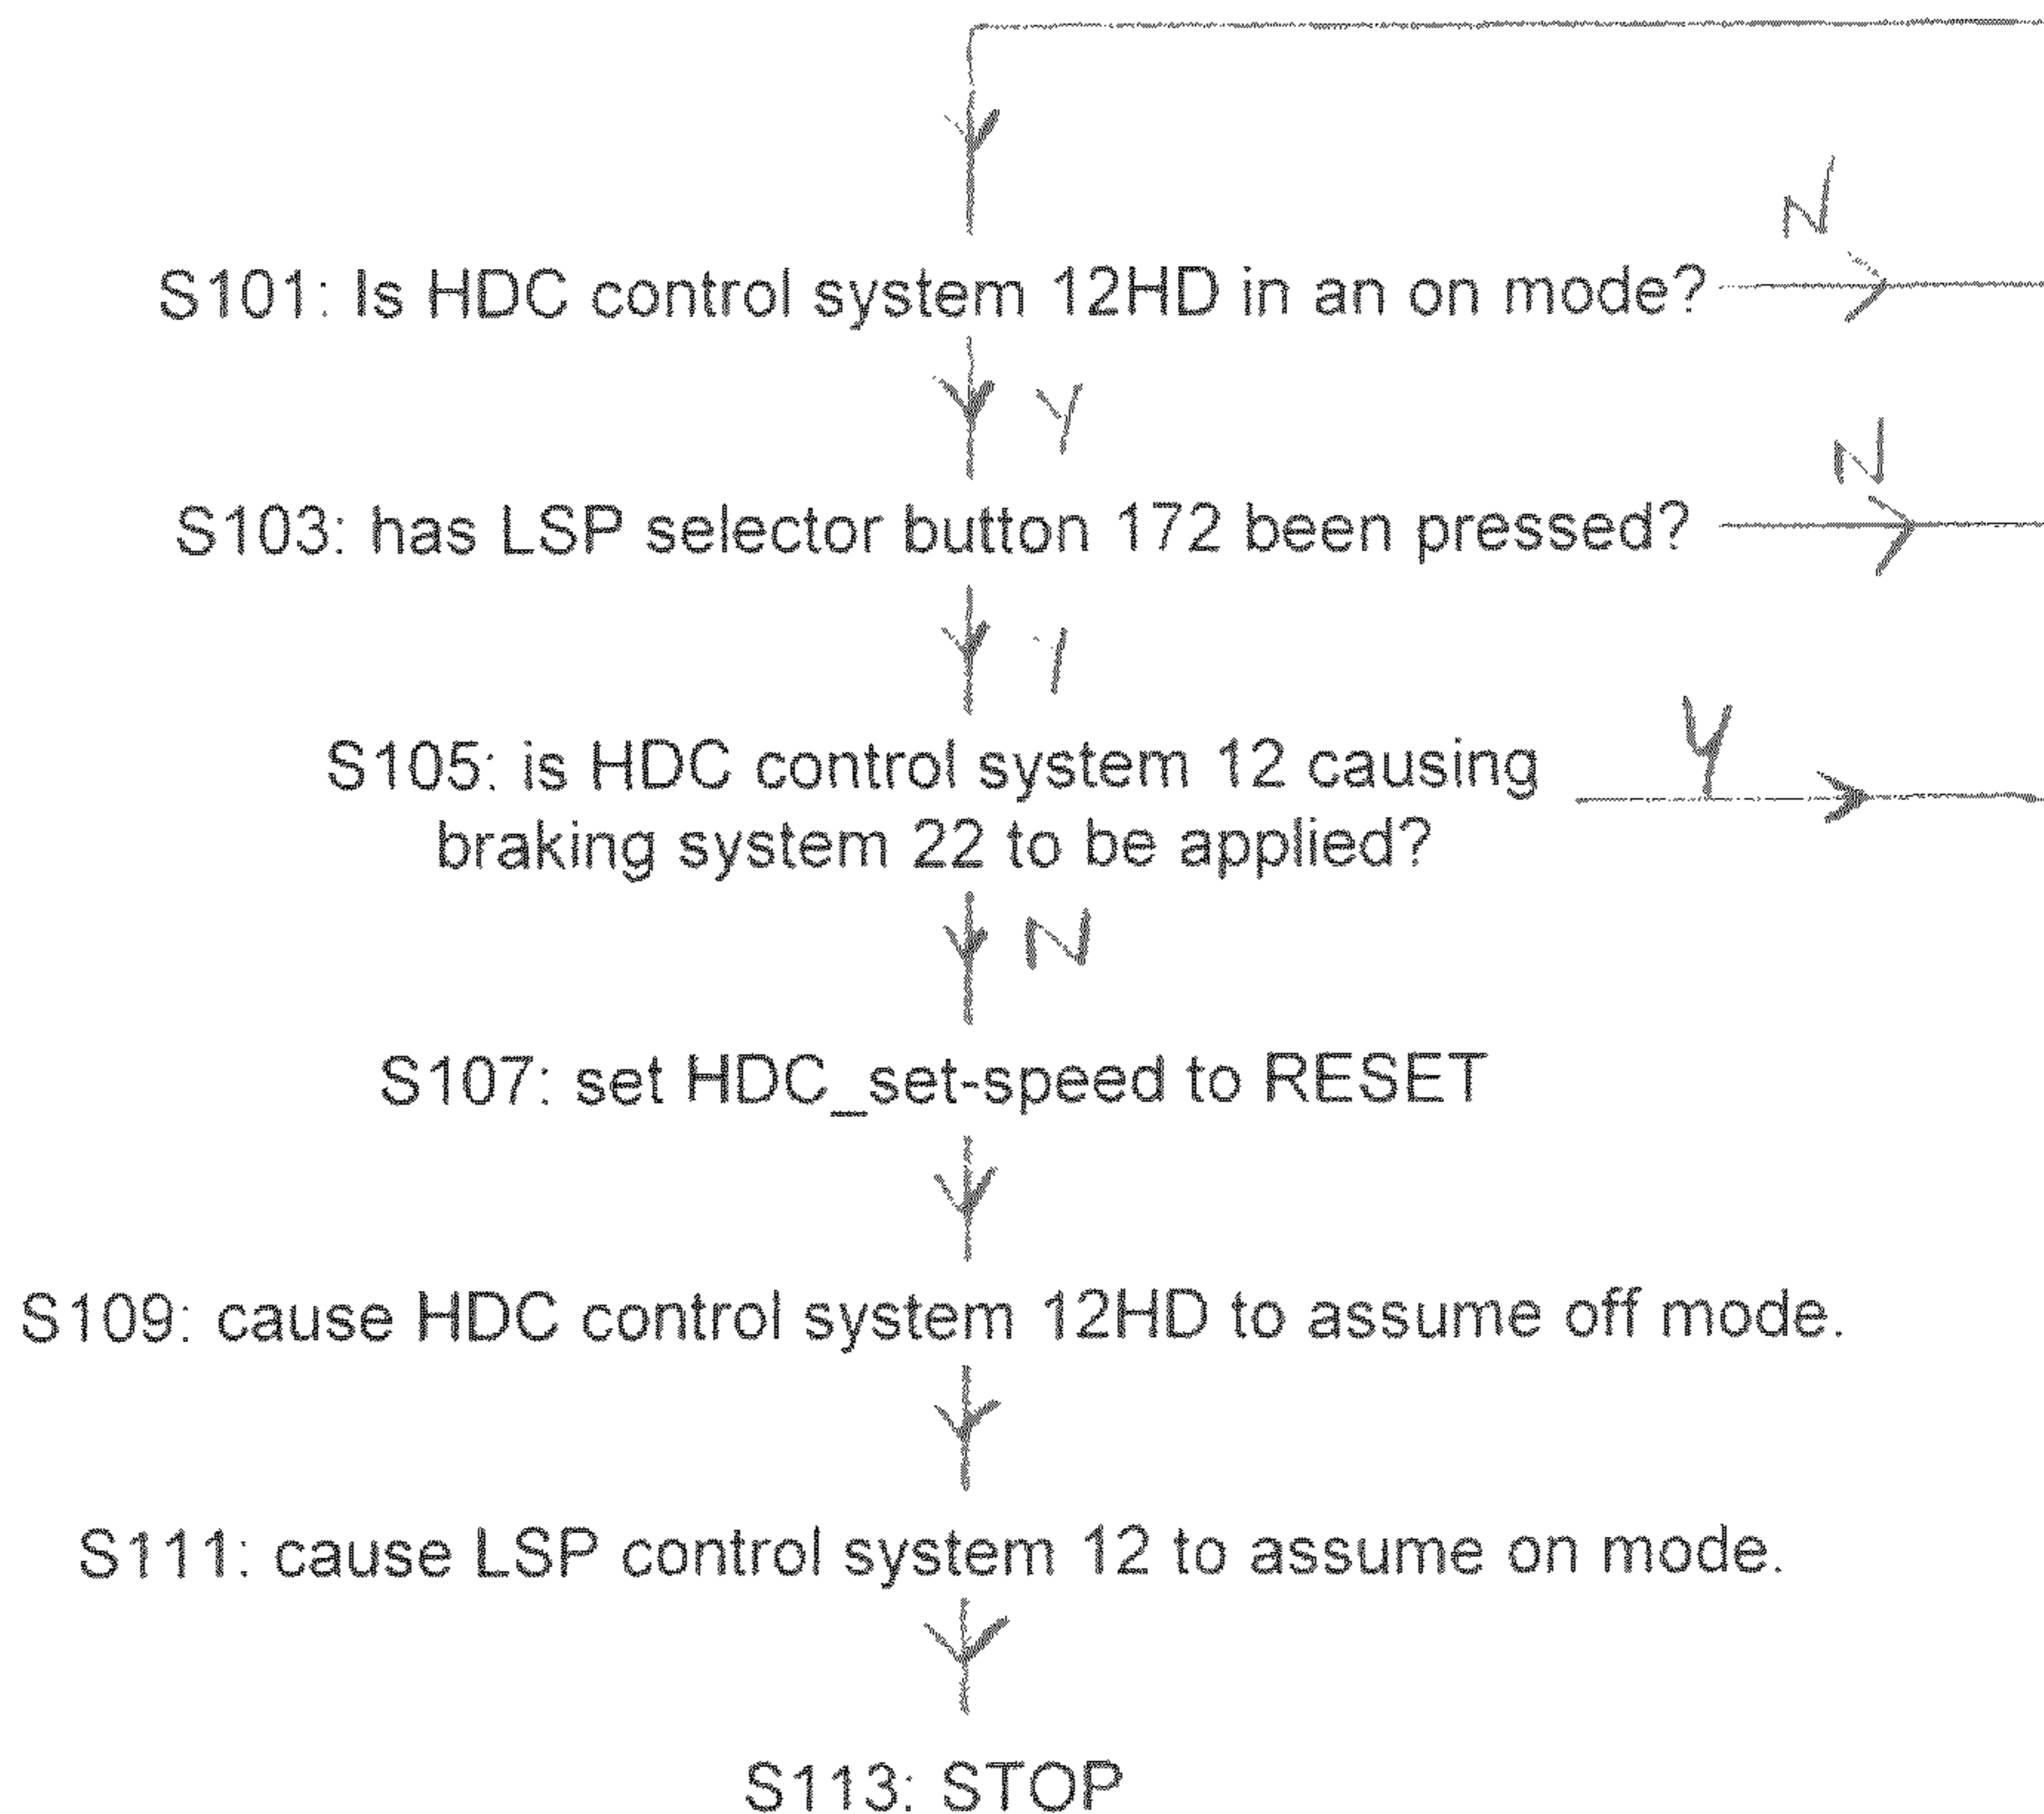 N
S101: Is HDC control system 12HD in an on mode?
Y
N
S103: has LSP selector button 172 been pressed?
Y
S105: is HDC control system 12 causing
braking system 22 to be applied?
N
S107: set HDC_set-speed to RESET
S109: cause HDC control system 12HD to assume off mode.
S111: cause LSP control system 12 to assume on mode.
S113: STOP